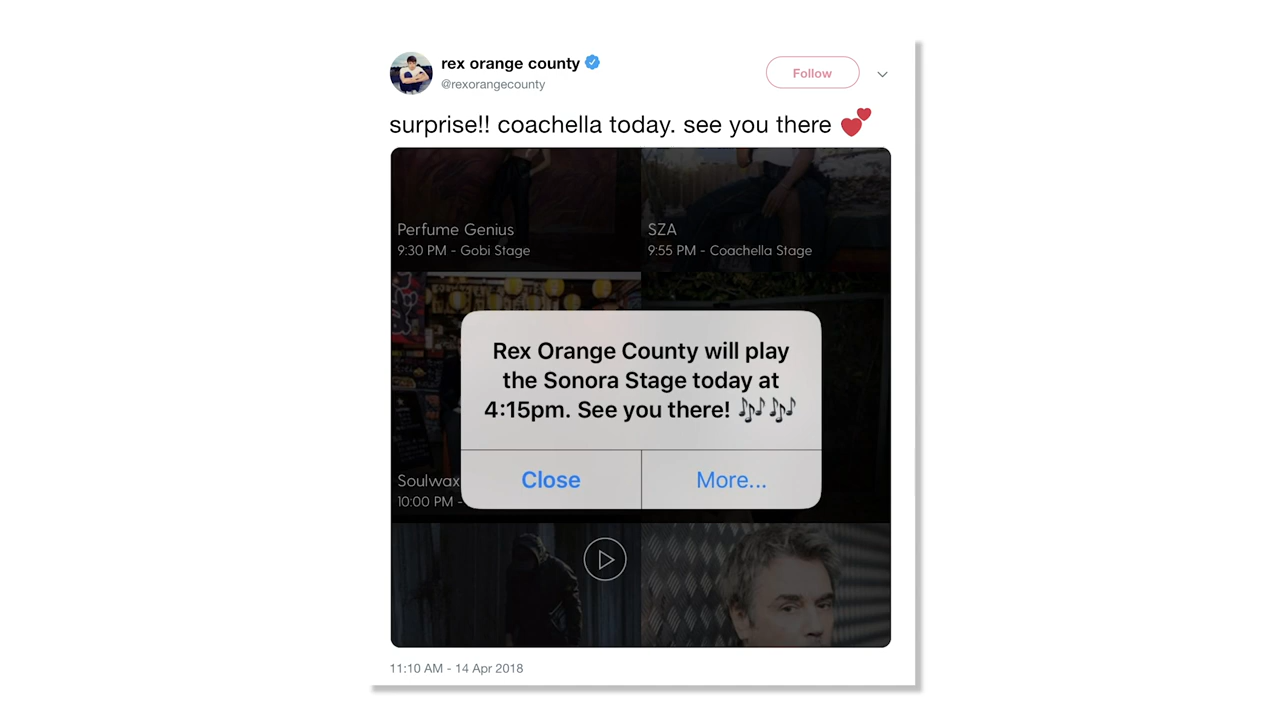 rex orange county
@rexorangecounty
Follow
surprise!! coachella today. see you there 💕
Perfume Genius
9:30 PM - Gobi Stage
SZA
9:55 PM - Coachella Stage
Rex Orange County will play
the Sonora Stage today at
4:15pm. See you there! 🎶🎶
Close
More...
Soulwax
10:00 PM -
11:10 AM - 14 Apr 2018